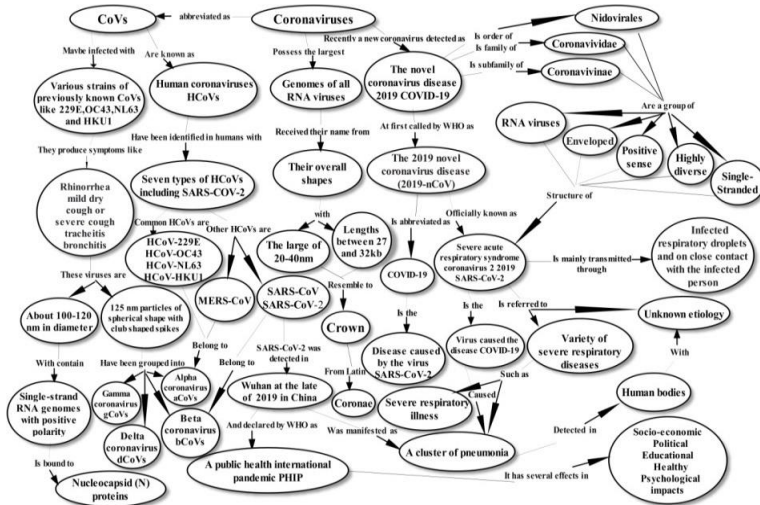 CoVs
abbreviated as
Coronaviruses
Recently a new coronavirus detected as
Is order of
Nidovirales
Is family of
Coronavividae
Is subfamily of
Coronavinae
Maybe infected with
Are known as
Possess the largest
Various strains of
previously known CoVs
like 229E,OC43,NL63
and HKU1
Human coronaviruses
HCoVs
Genomes of all
RNA viruses
The novel
coronavirus disease
2019 COVID-19
Are a group of
RNA viruses
Enveloped
Positive
sense
Highly
diverse
Single-
Stranded
Have been identified in humans with
Received their name from
At first called by WHO as
They produce symptoms like
Seven types of HCoVs
including SARS-COV-2
Their overall
shapes
The 2019 novel
coronavirus disease
(2019-nCoV)
Structure of
Rhinorrhea
mild dry
cough or
severe cough
tracheitis
bronchitis
Common HCoVs are
HCoV-229E
HCoV-OC43
HCoV-NL63
HCoV-HKU1
Other HCoVs are
with
The large of
20-40nm
Lengths
between 27
and 32kb
Is abbreviated as
Officially known as
COVID-19
Severe acute
respiratory syndrome
coronavirus 2 2019
SARS-CoV-2
Is mainly transmitted
through
Infected
respiratory droplets
and on close contact
with the infected
person
These viruses are
About 100-120
nm in diameter
125 nm particles of
spherical shape with
club shaped spikes
MERS-CoV
SARS-CoV
SARS-CoV-2
Resemble to
Crown
Is the
Is the
Is referred to
Unknown etiology
With
Disease caused
by the virus
SARS-CoV-2
Virus caused the
disease COVID-19
Variety of
severe respiratory
diseases
With contain
Have been grouped into
Belong to
Belong to
SARS-CoV-2 was
detected in
From Latin
Coronae
Such as
Caused
Severe respiratory
illness
Human bodies
Single-strand
RNA genomes
with positive
polarity
Gamma
coronavirus
gCoVs
Alpha
coronavirus
aCoVs
Delta
coronavirus
dCoVs
Beta
coronavirus
bCoVs
Wuhan at the late
of 2019 in China
And declared by WHO as
Was manifested as
A cluster of pneumonia
Detected in
Is bound to
Nucleocapsid (N)
proteins
A public health international
pandemic PHIP
It has several effects in
Socio-economic
Political
Educational
Healthy
Psychological
impacts